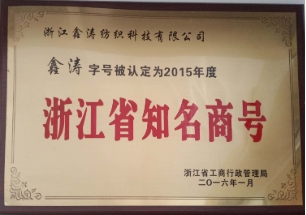 浙江鑫涛纺织科技有限公司
鑫涛 字号被认定为2015年度
浙江省知名商号
浙江省工商行政管理局
二〇一六年一月